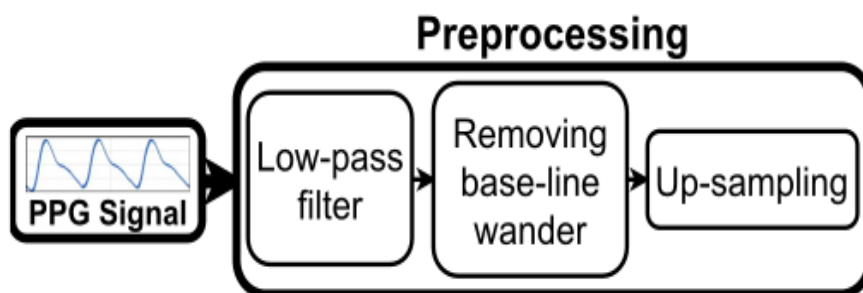 Preprocessing
PPG Signal
Low-pass
filter
Removing
base-line
wander
Up-sampling